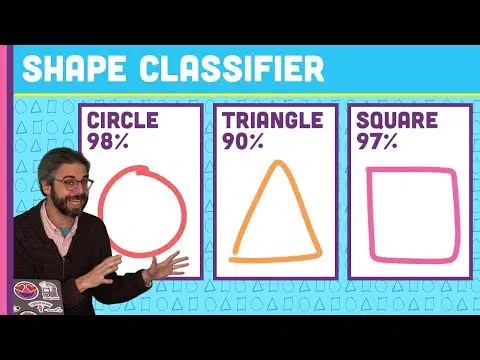 SHAPE CLASSIFIER
CIRCLE
98%
TRIANGLE
90%
SQUARE
97%